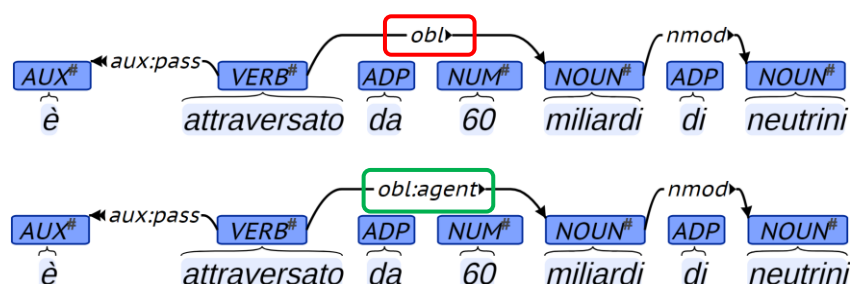 aux:pass obl nmod
AUX# VERB# ADP NUM# NOUN# ADP NOUN#
è attraversato da 60 miliardi di neutrini
aux:pass obl:agent nmod
AUX# VERB# ADP NUM# NOUN# ADP NOUN#
è attraversato da 60 miliardi di neutrini